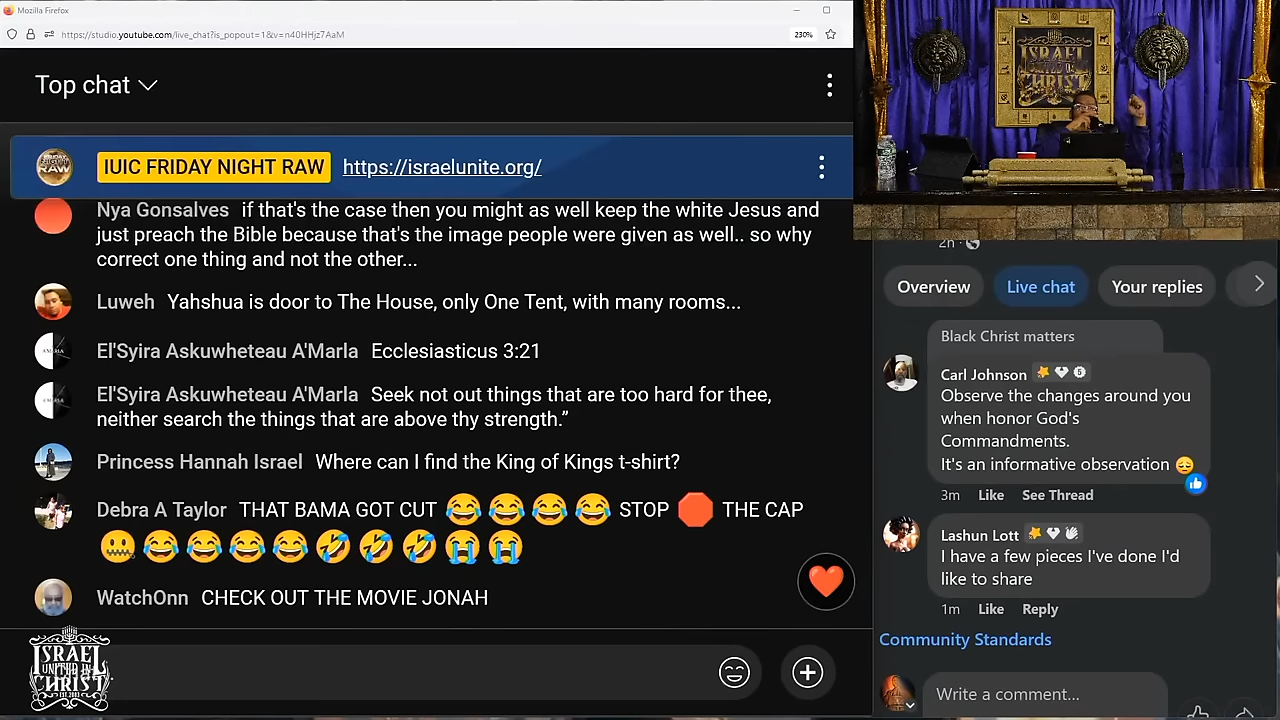 Mozilla Firefox
https://studio.youtube.com/live_chat?is_popout=1&v=n40HHjz7AaM
230%
Top chat
IUIC FRIDAY NIGHT RAW https://israelunite.org/
Nya Gonsalves if that's the case then you might as well keep the white Jesus and
just preach the Bible because that's the image people were given as well.. so why
correct one thing and not the other...
Luweh Yahshua is door to The House, only One Tent, with many rooms...
El'Syira Askuwheteau A'Marla Ecclesiasticus 3:21
El'Syira Askuwheteau A'Marla Seek not out things that are too hard for thee,
neither search the things that are above thy strength.”
Princess Hannah Israel Where can I find the King of Kings t-shirt?
Debra A Taylor THAT BAMA GOT CUT 😂😂😂😂 STOP 🛑 THE CAP
🤐😂😂😂😂🤣🤣🤣😭😭
WatchOnn CHECK OUT THE MOVIE JONAH
ISRAEL
UNITED IN
CHRIST
EST. 2003
ISRAEL
UNITED IN
CHRIST
2h
Overview Live chat Your replies
Black Christ matters
Carl Johnson
Observe the changes around you
when honor God's
Commandments.
It's an informative observation 😔
3m Like See Thread
Lashun Lott
I have a few pieces I've done I'd
like to share
1m Like Reply
Community Standards
Write a comment...